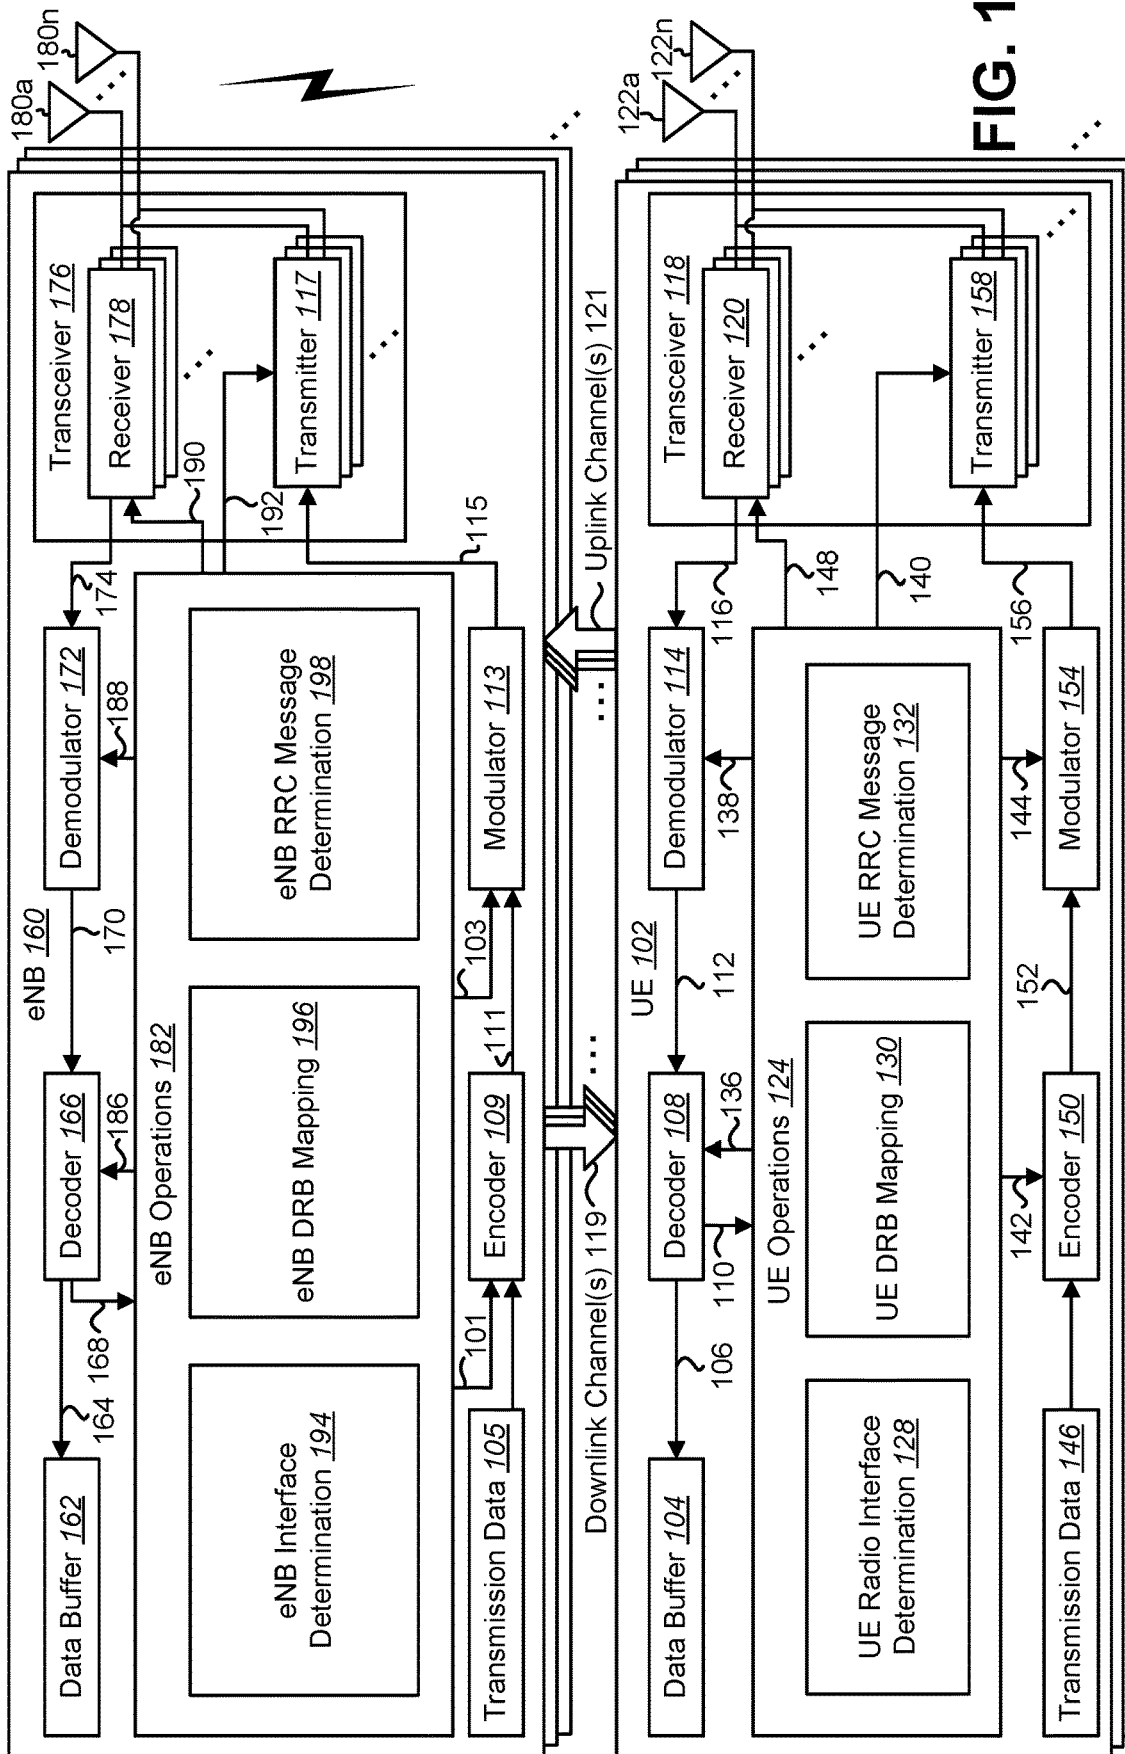 180a
180n
eNB 160
Transceiver 176
Data Buffer 162
164
Decoder 166
170
Demodulator 172
174
Receiver 178
168
186
188
190
eNB Operations 182
192
eNB Interface
Determination 194
eNB DRB Mapping 196
eNB RRC Message
Determination 198
Transmitter 117
101
103
115
Transmission Data 105
Encoder 109
111
Modulator 113
Downlink Channel(s) 119
Uplink Channel(s) 121
122a
122n
UE 102
Transceiver 118
Data Buffer 104
106
Decoder 108
112
Demodulator 114
116
Receiver 120
110
136
138
148
UE Operations 124
140
UE Radio Interface
Determination 128
UE DRB Mapping 130
UE RRC Message
Determination 132
Transmitter 158
142
144
156
Transmission Data 146
Encoder 150
152
Modulator 154
FIG. 1